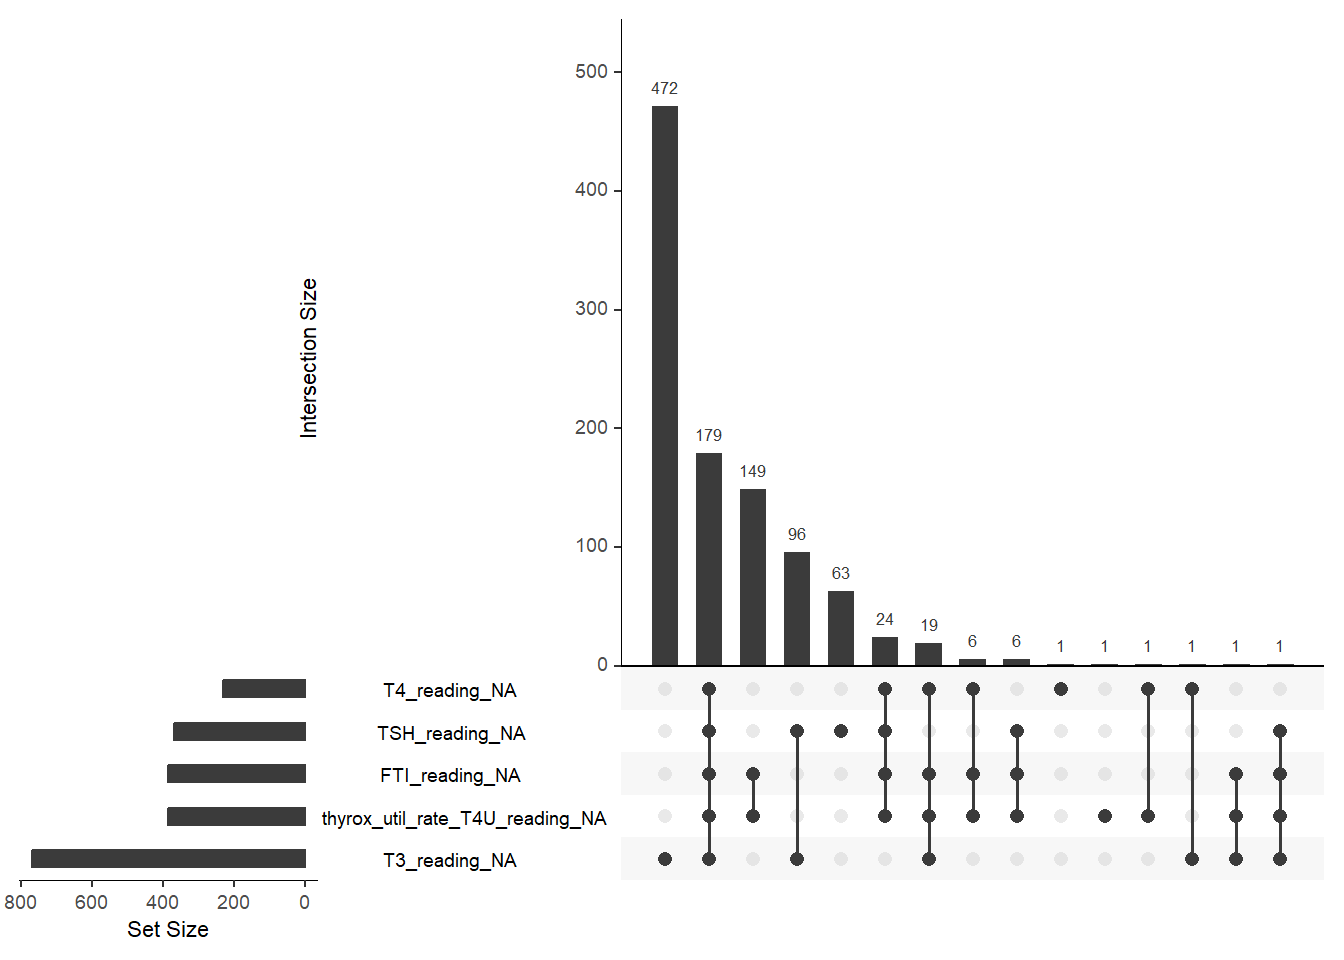 500
400
300
200
100
0
Intersection Size
472
179
149
96
63
24
19
6
6
1
1
1
1
1
1
T4_reading_NA
TSH_reading_NA
FTI_reading_NA
thyrox_util_rate_T4U_reading_NA
T3_reading_NA
800 600 400 200 0
Set Size